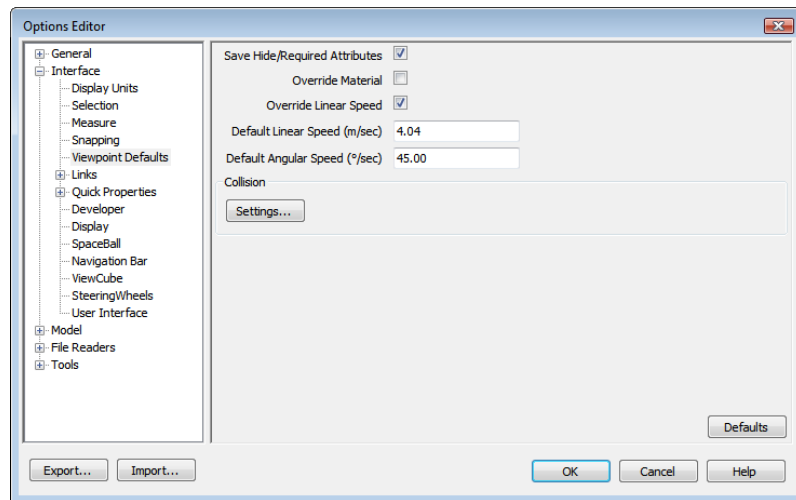 Options Editor
General
Interface
Display Units
Selection
Measure
Snapping
Viewpoint Defaults
Links
Quick Properties
Developer
Display
SpaceBall
Navigation Bar
ViewCube
SteeringWheels
User Interface
Model
File Readers
Tools
Save Hide/Required Attributes
Override Material
Override Linear Speed
Default Linear Speed (m/sec) 4.04
Default Angular Speed (°/sec) 45.00
Collision
Settings...
Defaults
Export... Import... OK Cancel Help